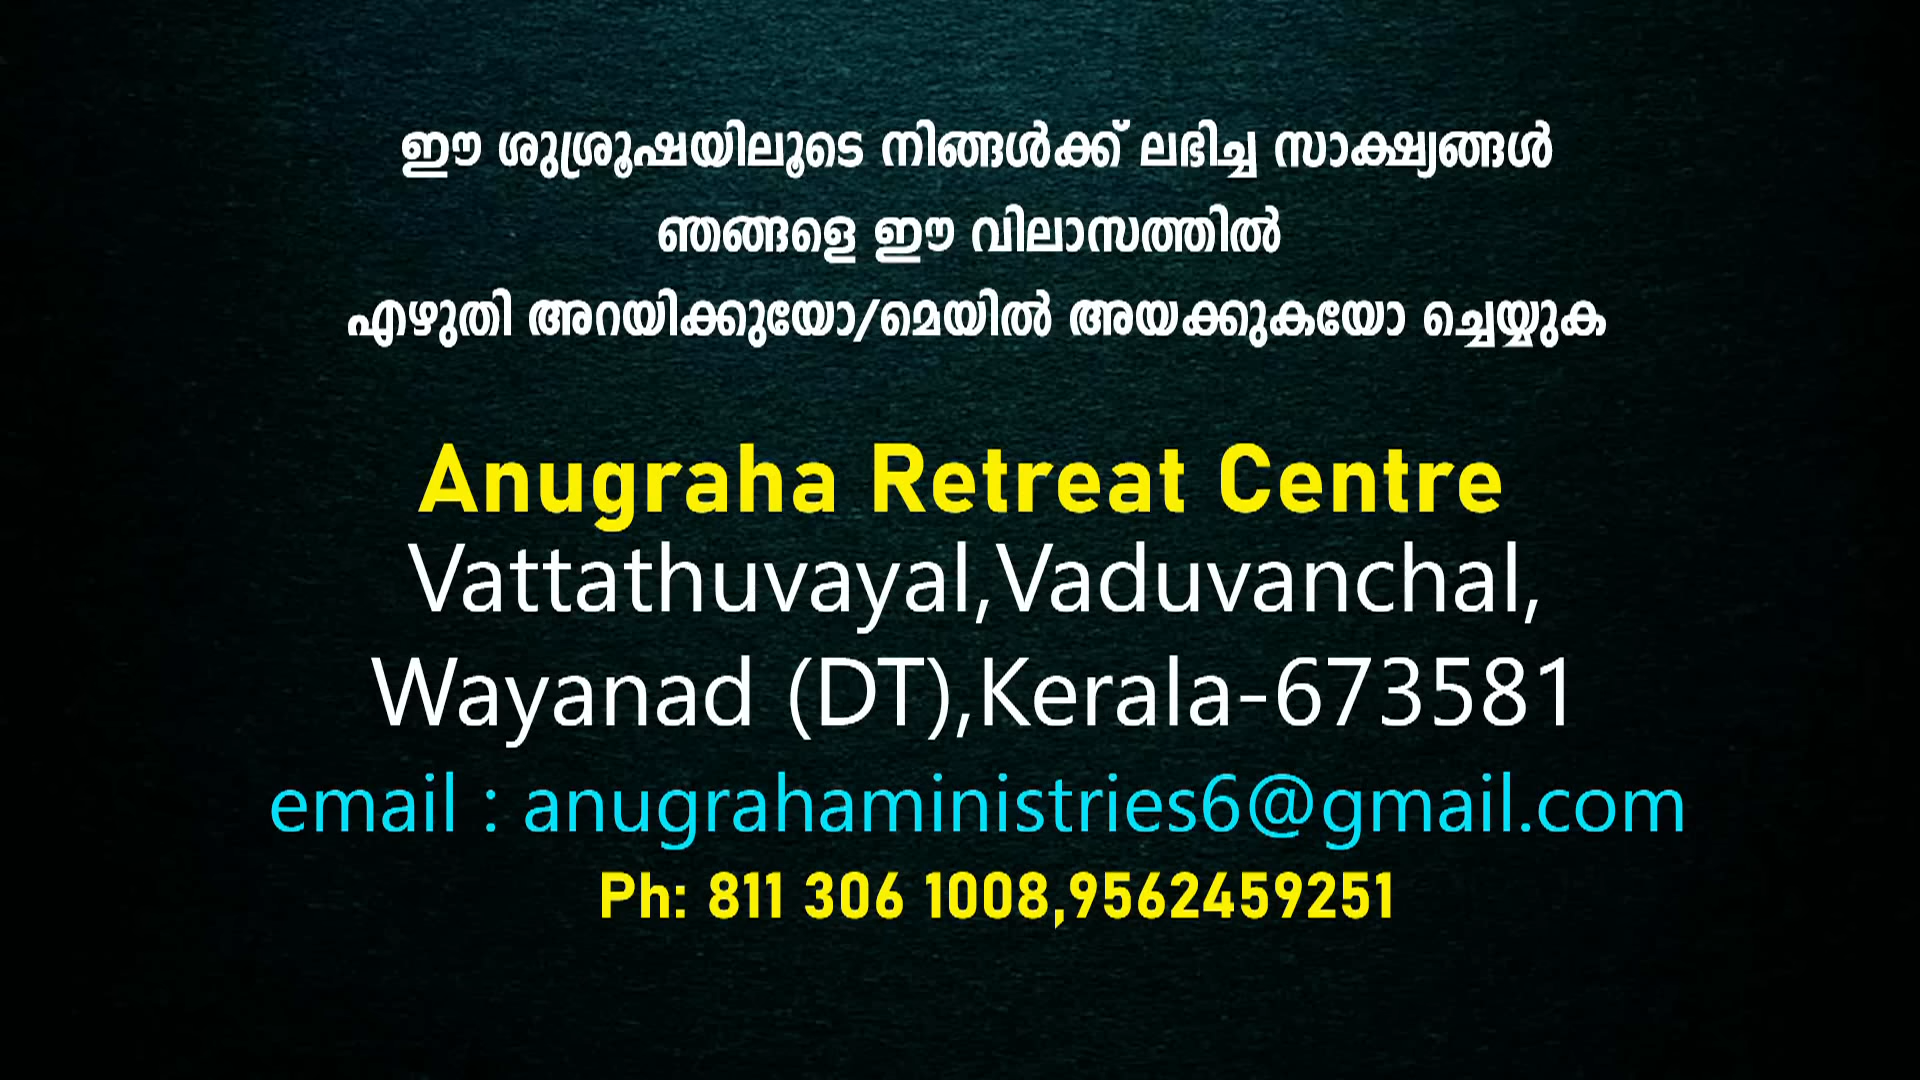 ഈ ശുശ്രൂഷയിലൂടെ നിങ്ങൾക്ക് ലഭിച്ച സാക്ഷ്യങ്ങൾ
ഞങ്ങളെ ഈ വിലാസത്തിൽ
എഴുതി അറയിക്കുയോ/മെയിൽ അയക്കുകയോ ച്ചെയ്യുക
Anugraha Retreat Centre
Vattathuvayal,Vaduvanchal,
Wayanad (DT),Kerala-673581
email : anugrahaministries6@gmail.com
Ph: 811 306 1008,9562459251